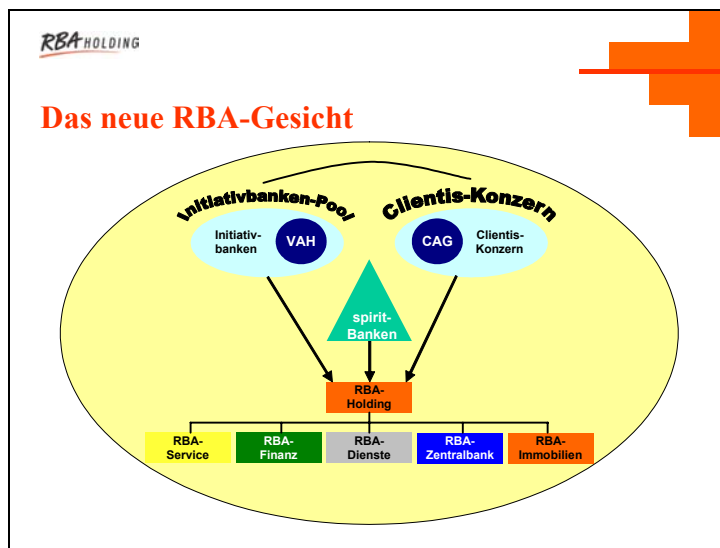 RBA HOLDING
Das neue RBA-Gesicht
Initiativbanken-Pool
Clientis-Konzern
Initiativ-
banken
VAH
CAG
Clientis-
Konzern
spirit-
Banken
RBA-
Holding
RBA-
Service
RBA-
Finanz
RBA-
Dienste
RBA-
Zentralbank
RBA-
Immobilien